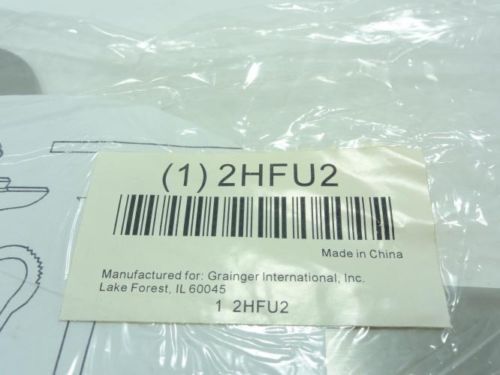 (1) 2HFU2
Made in China
Manufactured for: Grainger International, Inc.
Lake Forest, IL 60045
1 2HFU2